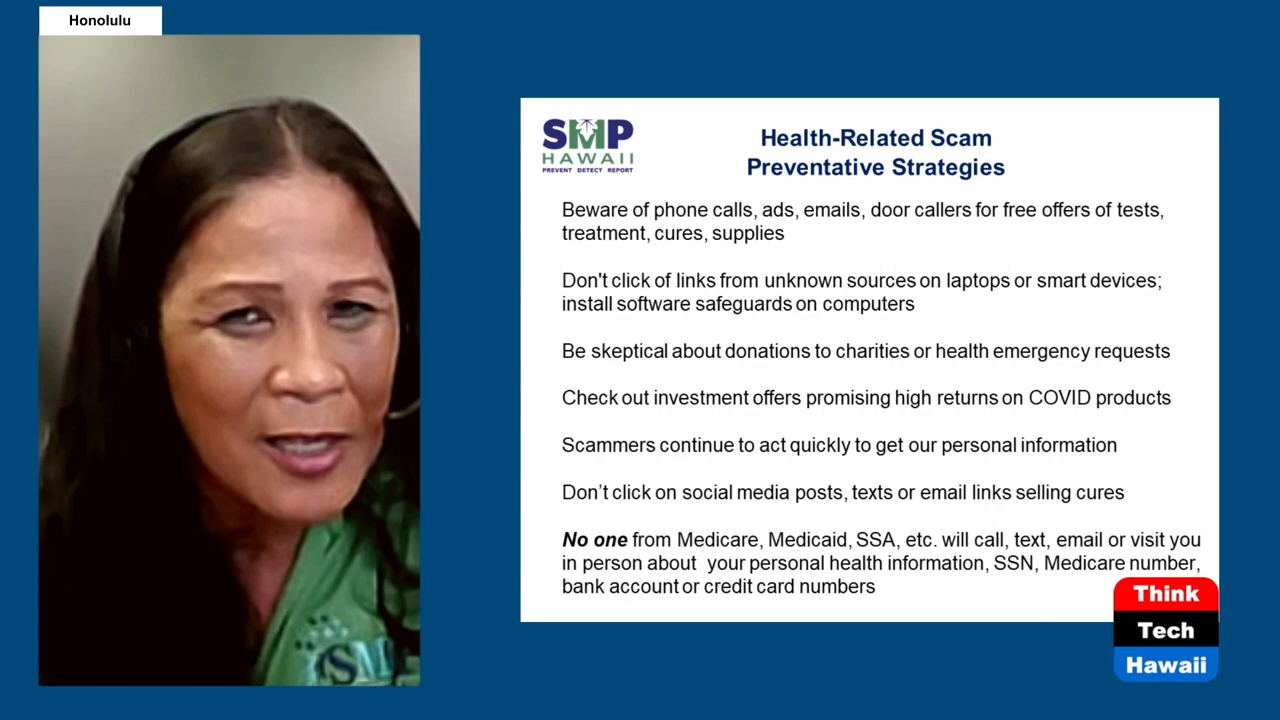 Honolulu
SMP
HAWAII
PREVENT DETECT REPORT
Health-Related Scam
Preventative Strategies
Beware of phone calls, ads, emails, door callers for free offers of tests,
treatment, cures, supplies
Don't click of links from unknown sources on laptops or smart devices;
install software safeguards on computers
Be skeptical about donations to charities or health emergency requests
Check out investment offers promising high returns on COVID products
Scammers continue to act quickly to get our personal information
Don’t click on social media posts, texts or email links selling cures
No one from Medicare, Medicaid, SSA, etc. will call, text, email or visit you
in person about your personal health information, SSN, Medicare number,
bank account or credit card numbers
Think
Tech
Hawaii